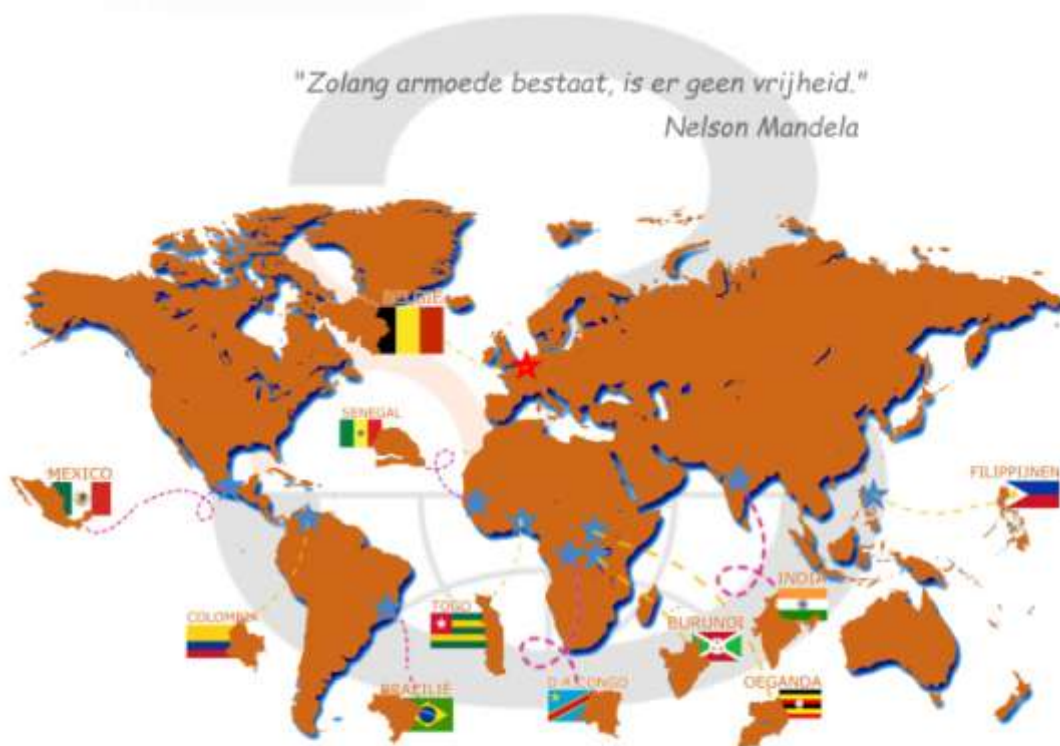 "Zolang armoede bestaat, is er geen vrijheid."
Nelson Mandela
BELGIË
SENEGAL
MEXICO
FILIPPIJNEN
INDIA
COLOMBIA
TOGO
BURUNDI
BRAZILIË
D.R.CONGO
OEGANDA